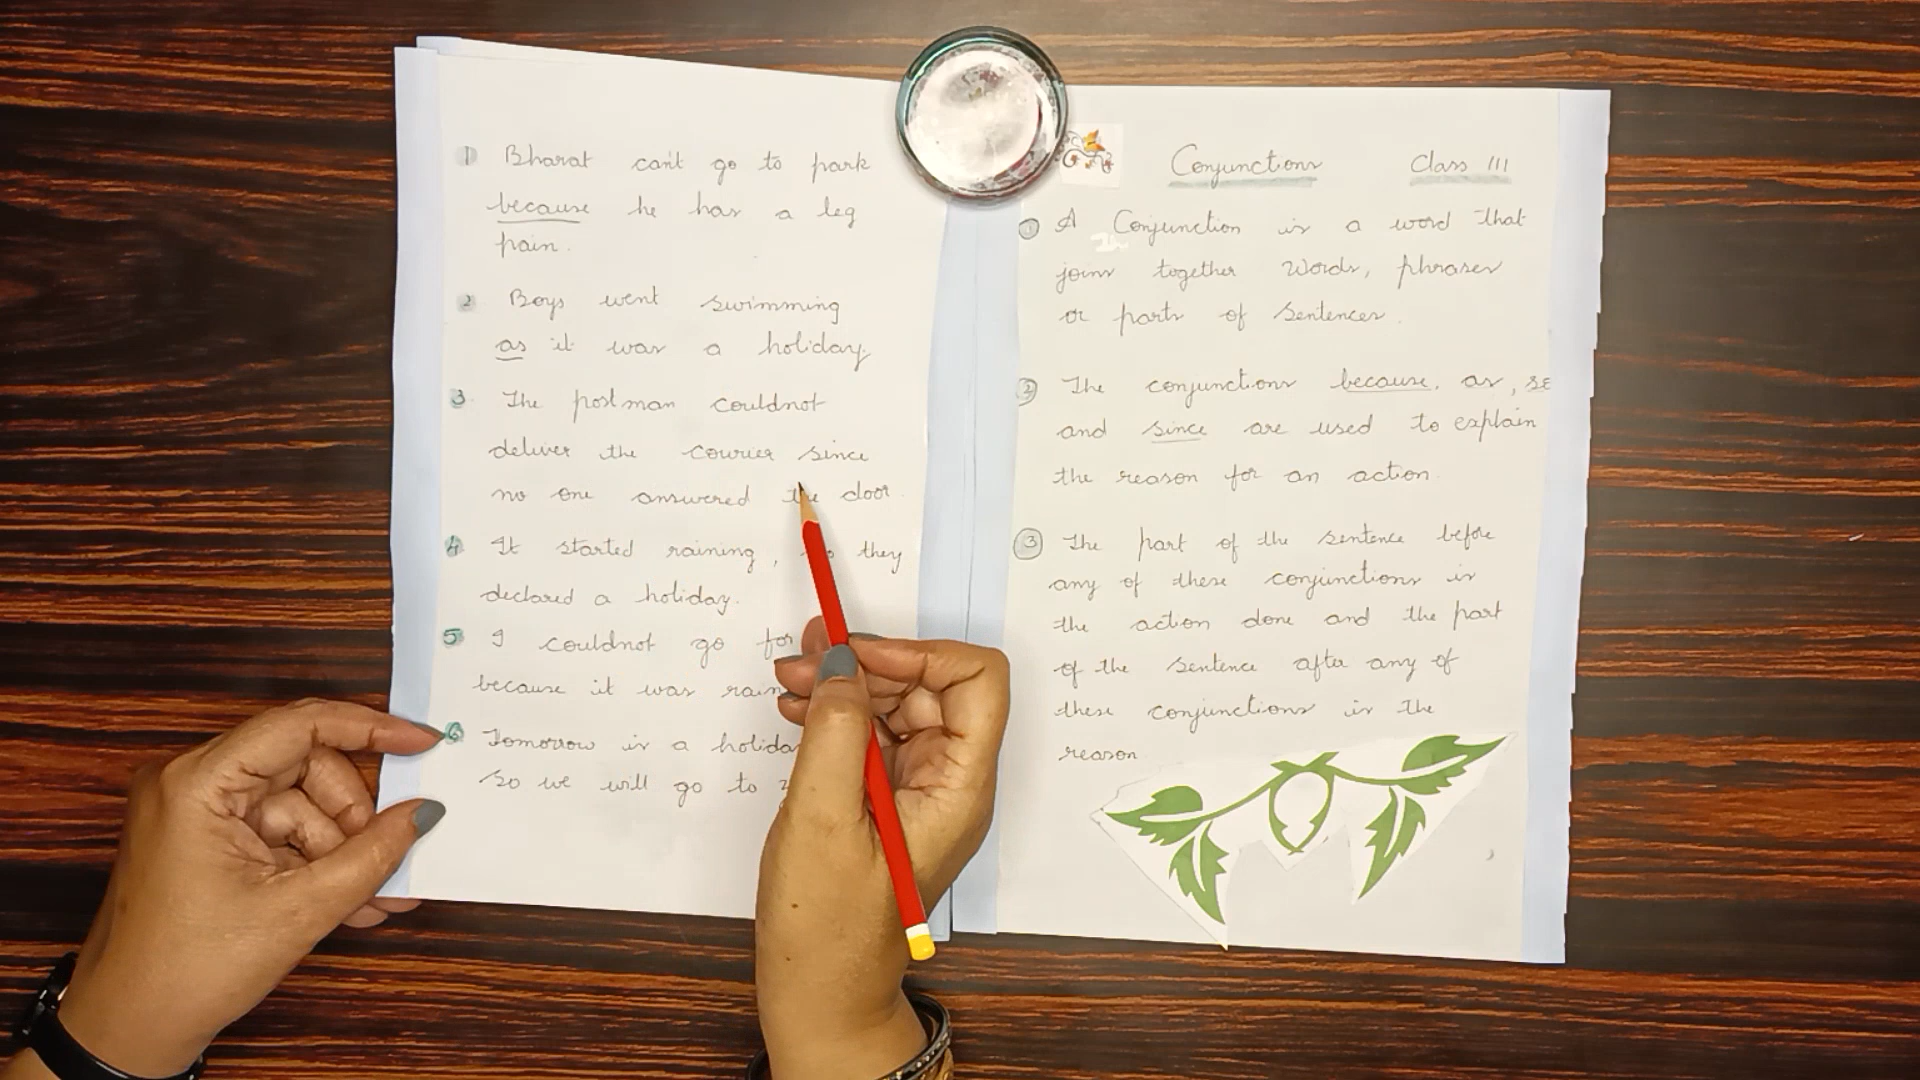 1 Bharat can't go to park
because he has a leg
pain.
2 Boys went swimming
as it was a holiday.
3 The postman couldnot
deliver the courier since
no one answered the door.
4 It started raining, they
declared a holiday.
5 I couldnot go for
because it was rain
6 Tomorrow is a holida
so we will go to
Conjunctions Class III
1 A Conjunction is a word that
joins together words, phrases
or parts of sentences.
2 The conjunctions because, as, so
and since are used to explain
the reason for an action.
3 The part of the sentence before
any of these conjunctions is
the action done and the part
of the sentence after any of
these conjunctions is the
reason